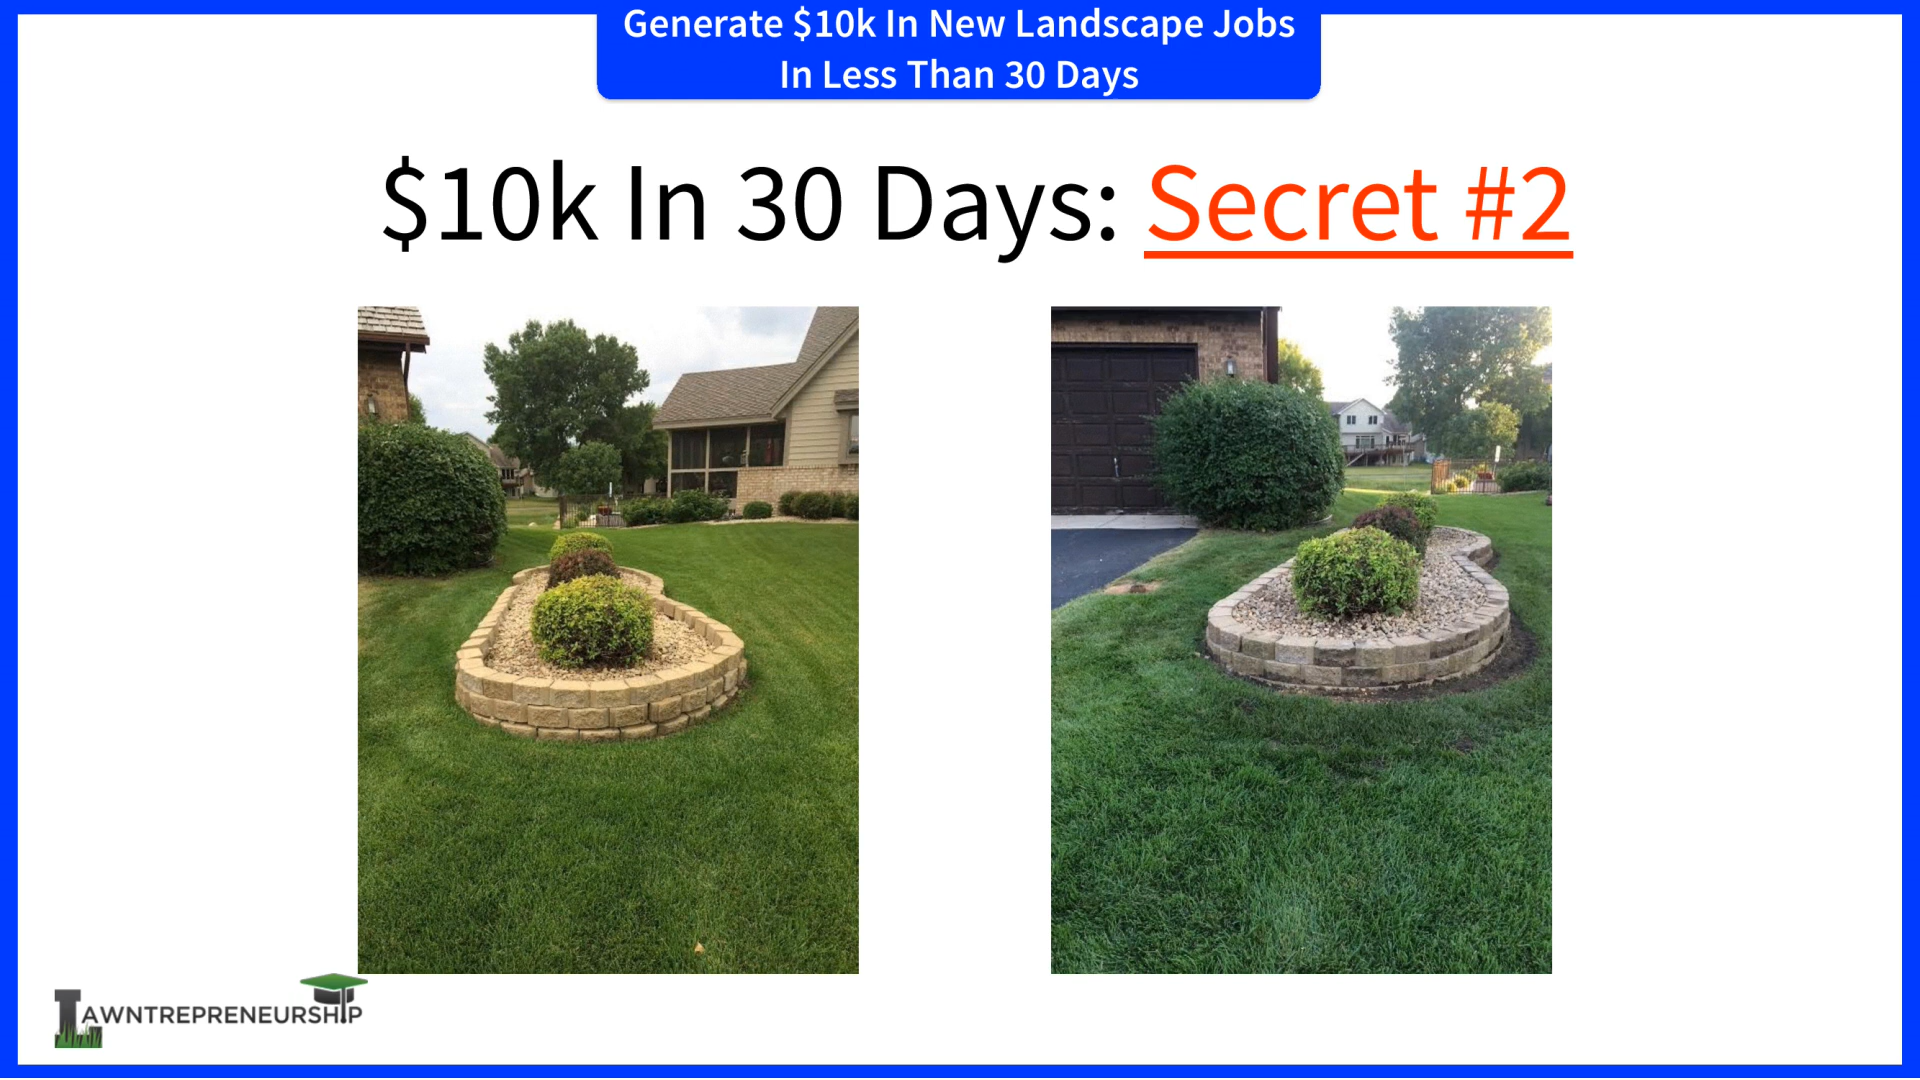 Generate $10k In New Landscape Jobs
In Less Than 30 Days
$10k In 30 Days: Secret #2
LAWNTREPRENEURSHIP